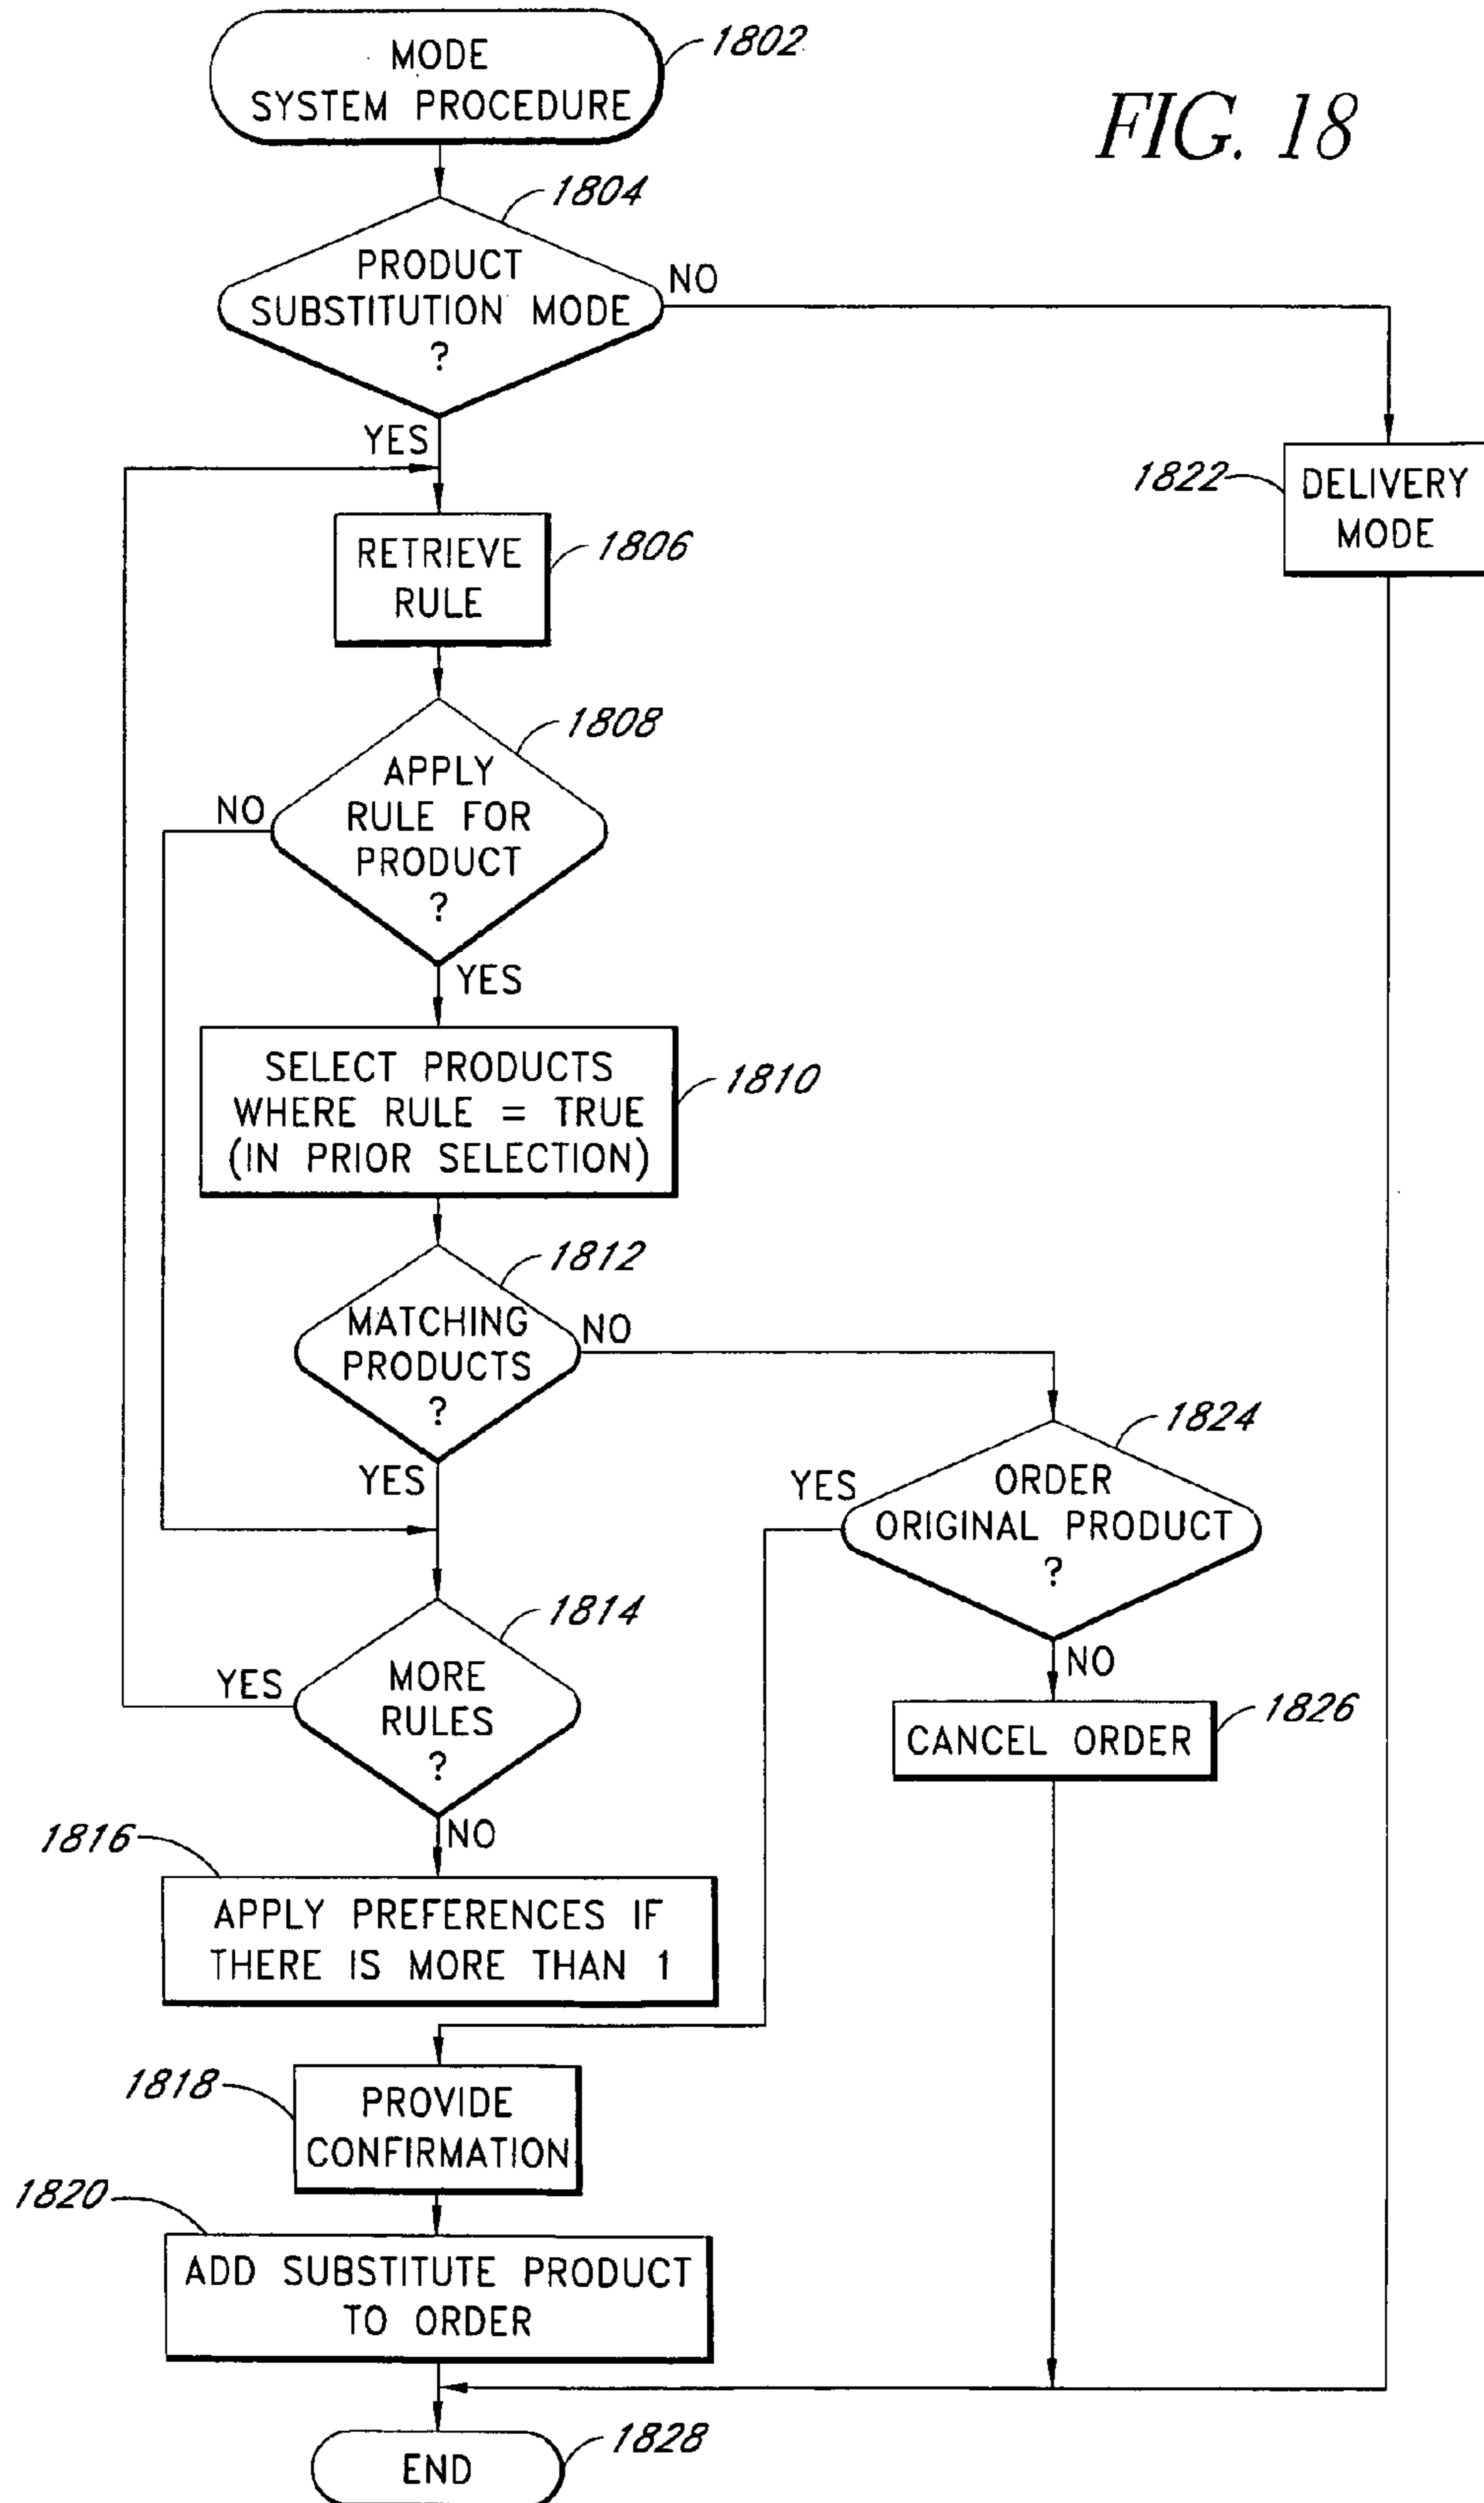 MODE
SYSTEM PROCEDURE
1802
FIG. 18
1804
PRODUCT
SUBSTITUTION MODE
?
NO
YES
1822
DELIVERY
MODE
RETRIEVE
RULE
1806
1808
APPLY
RULE FOR
PRODUCT
?
NO
YES
SELECT PRODUCTS
WHERE RULE = TRUE
(IN PRIOR SELECTION)
1810
1812
MATCHING
PRODUCTS
?
NO
YES
1824
ORDER
ORIGINAL PRODUCT
?
YES
NO
1814
MORE
RULES
?
YES
NO
CANCEL ORDER
1826
1816
APPLY PREFERENCES IF
THERE IS MORE THAN 1
1818
PROVIDE
CONFIRMATION
1820
ADD SUBSTITUTE PRODUCT
TO ORDER
END
1828